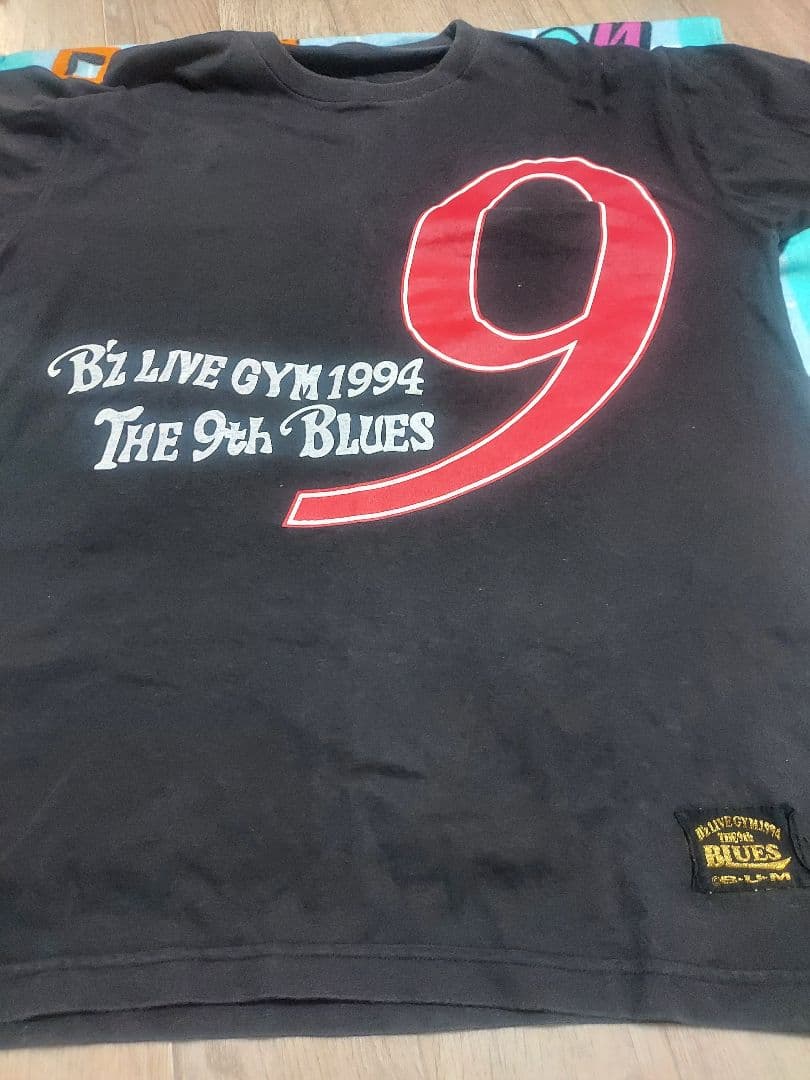 9
B'z LIVE GYM 1994
THE 9th BLUES
B'z LIVE GYM 1994
THE 9th
BLUES
©B•U•M
N